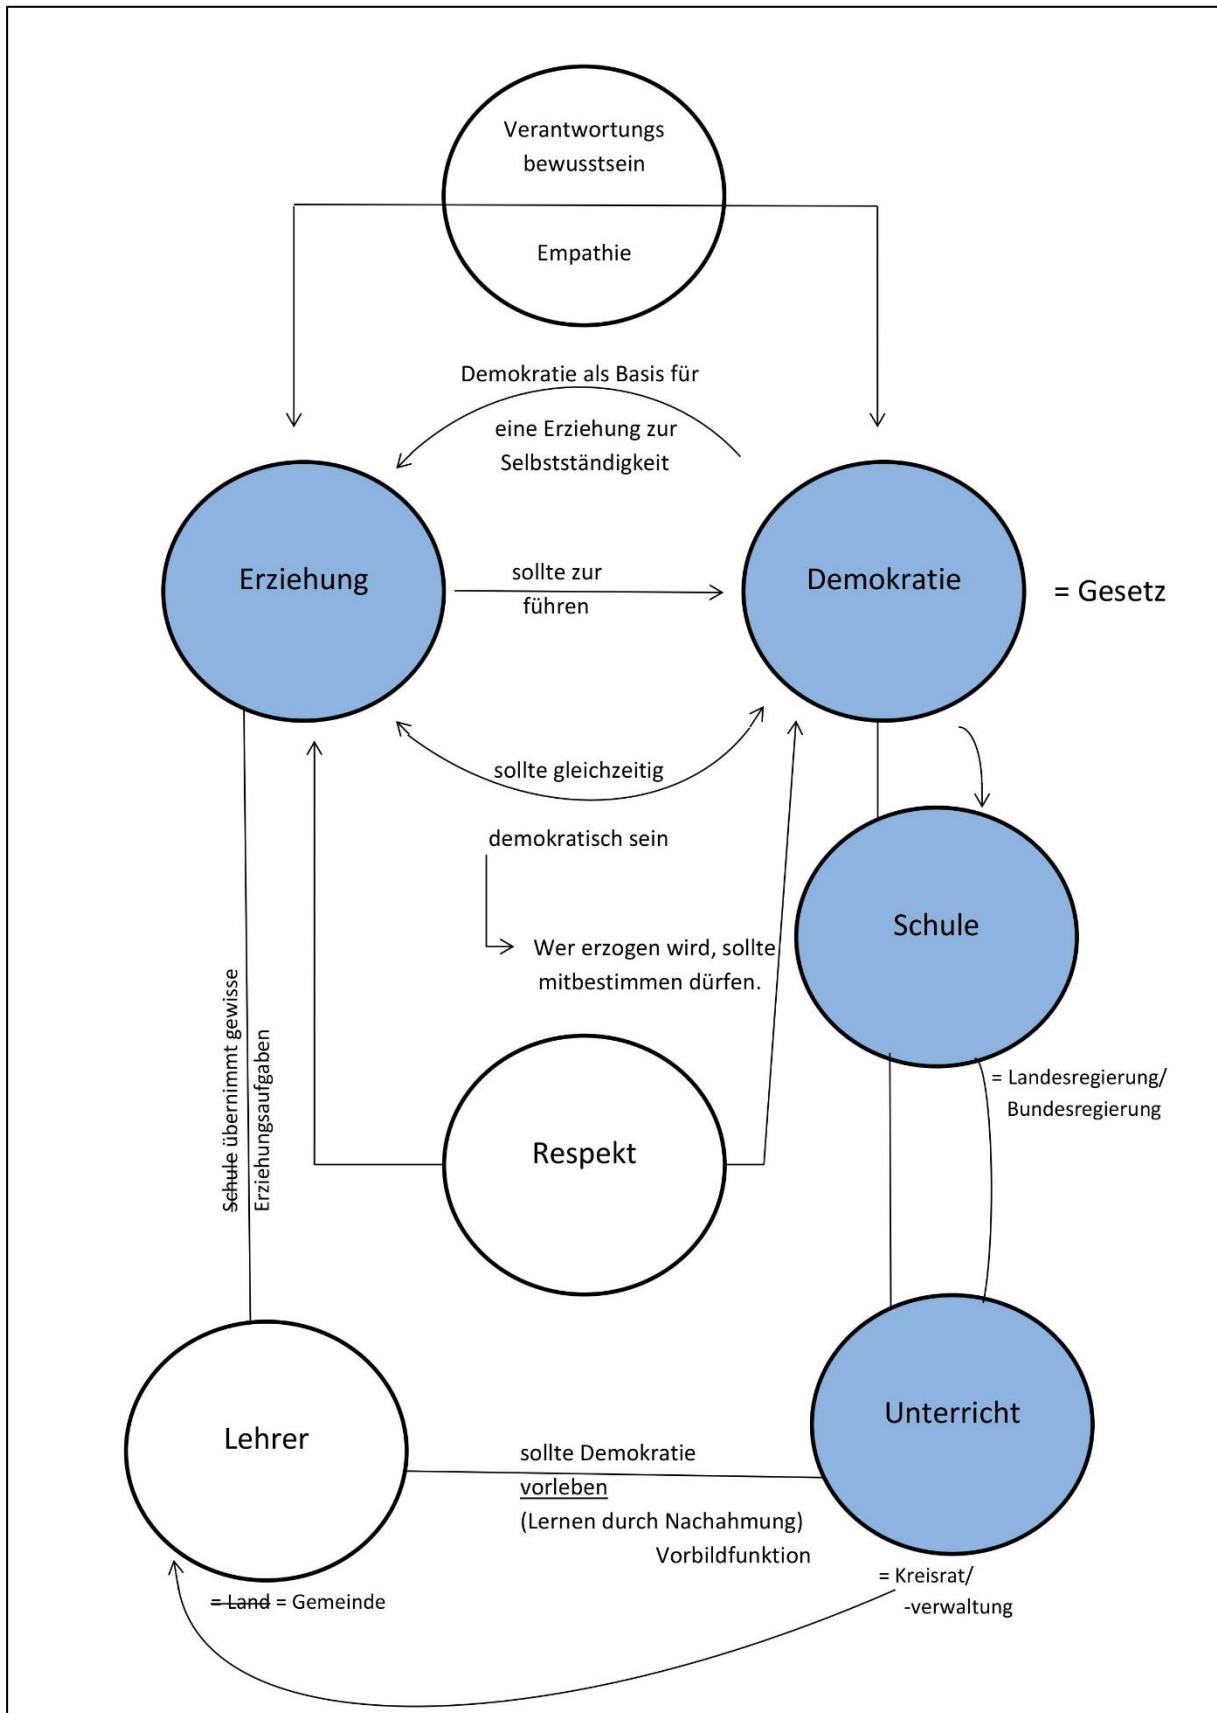 Verantwortungs
bewusstsein
Empathie
Demokratie als Basis für
eine Erziehung zur
Selbstständigkeit
Erziehung
sollte zur
führen
Demokratie
= Gesetz
sollte gleichzeitig
demokratisch sein
Wer erzogen wird, sollte
mitbestimmen dürfen.
Schule
= Landesregierung/
Bundesregierung
Schule übernimmt gewisse
Erziehungsaufgaben
Respekt
Lehrer
= Land = Gemeinde
sollte Demokratie
vorleben
(Lernen durch Nachahmung)
Vorbildfunktion
Unterricht
= Kreisrat/
-verwaltung